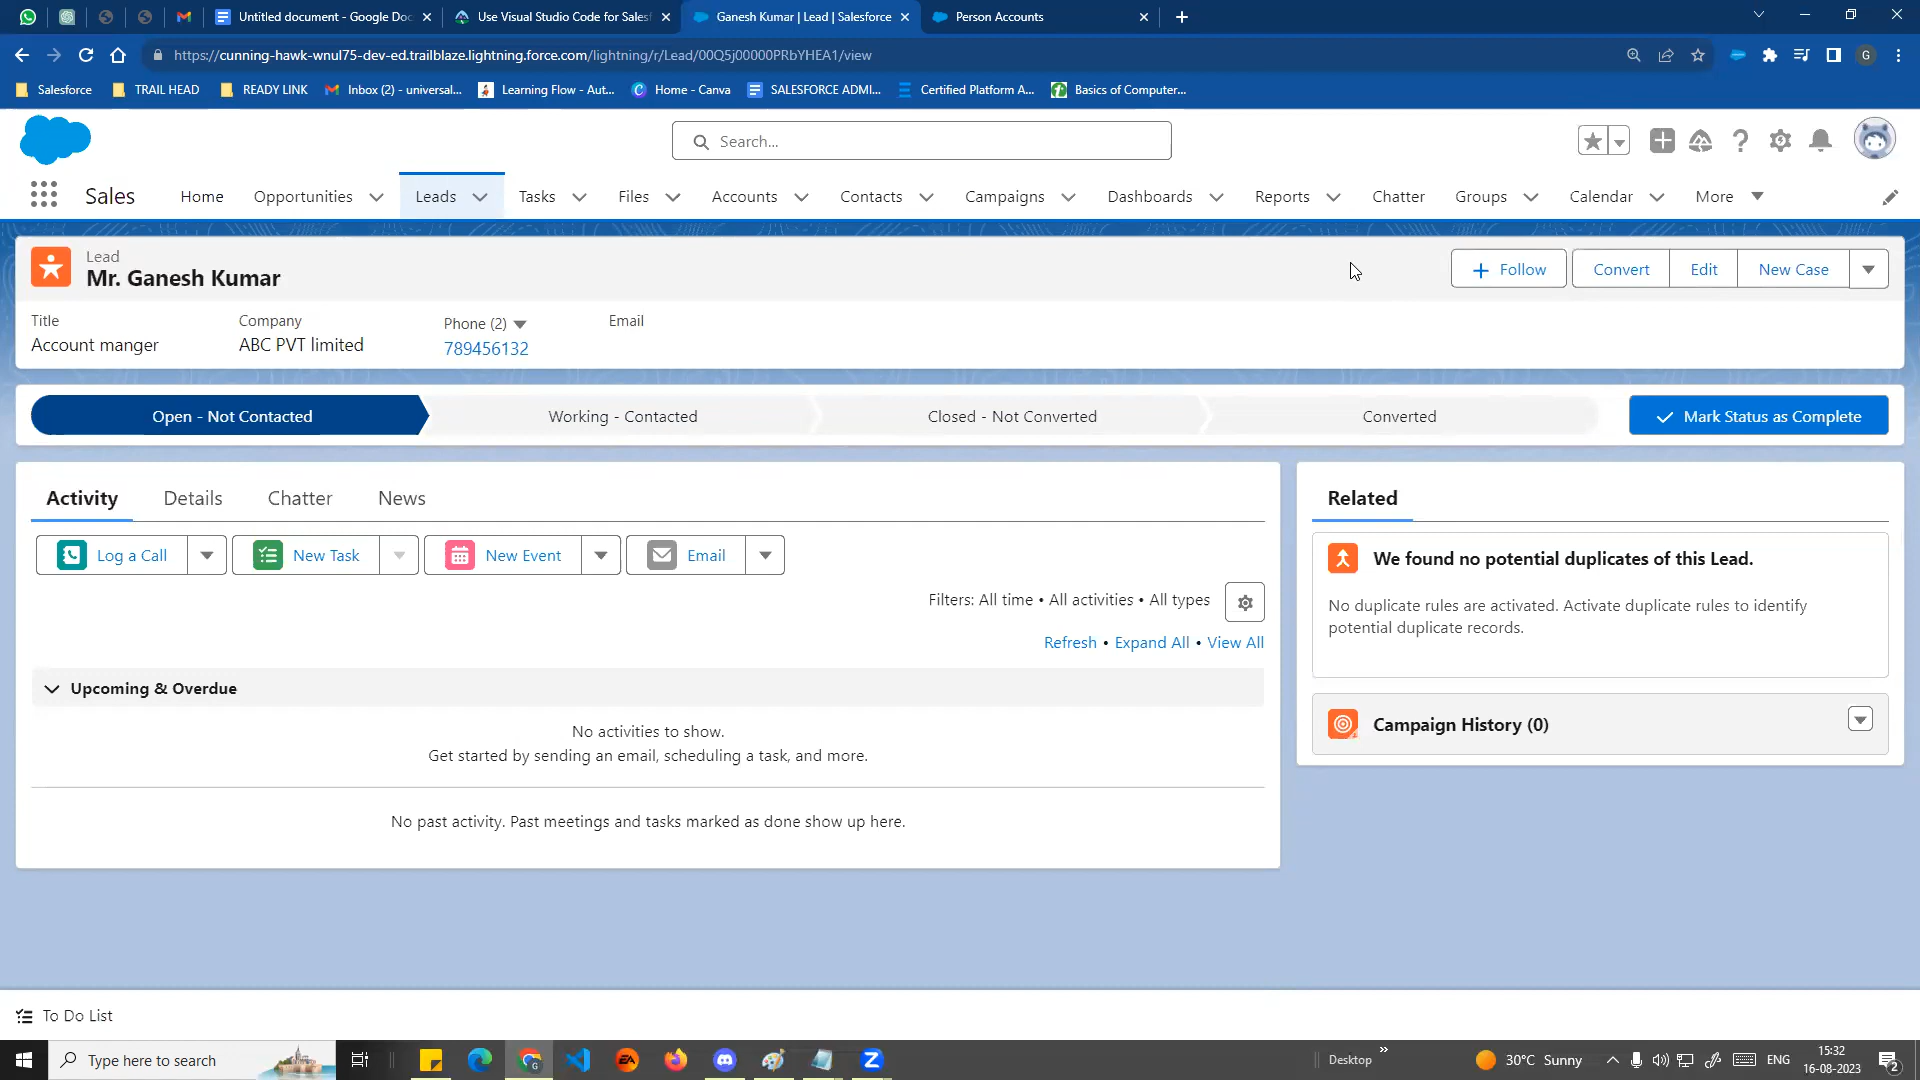 Untitled document - Google Doc
Use Visual Studio Code for Salesf
Ganesh Kumar | Lead | Salesforce
Person Accounts
https://cunning-hawk-wnul75-dev-ed.trailblaze.lightning.force.com/lightning/r/Lead/00Q5j00000PRbYHEA1/view
G
Salesforce
TRAIL HEAD
READY LINK
Inbox (2) - universal...
Learning Flow - Aut...
Home - Canva
SALESFORCE ADMI...
Certified Platform A...
Basics of Computer...
Search...
Sales
Home
Opportunities
Leads
Tasks
Files
Accounts
Contacts
Campaigns
Dashboards
Reports
Chatter
Groups
Calendar
More
Lead
Mr. Ganesh Kumar
Follow
Convert
Edit
New Case
Title
Company
Phone (2)
Email
Account manger
ABC PVT limited
789456132
Open - Not Contacted
Working - Contacted
Closed - Not Converted
Converted
Mark Status as Complete
Activity
Details
Chatter
News
Related
Log a Call
New Task
New Event
Email
We found no potential duplicates of this Lead.
No duplicate rules are activated. Activate duplicate rules to identify
potential duplicate records.
Filters: All time • All activities • All types
Refresh • Expand All • View All
Upcoming & Overdue
No activities to show.
Get started by sending an email, scheduling a task, and more.
Campaign History (0)
No past activity. Past meetings and tasks marked as done show up here.
To Do List
Type here to search
Desktop
30°C Sunny
ENG
15:32
16-08-2023
2